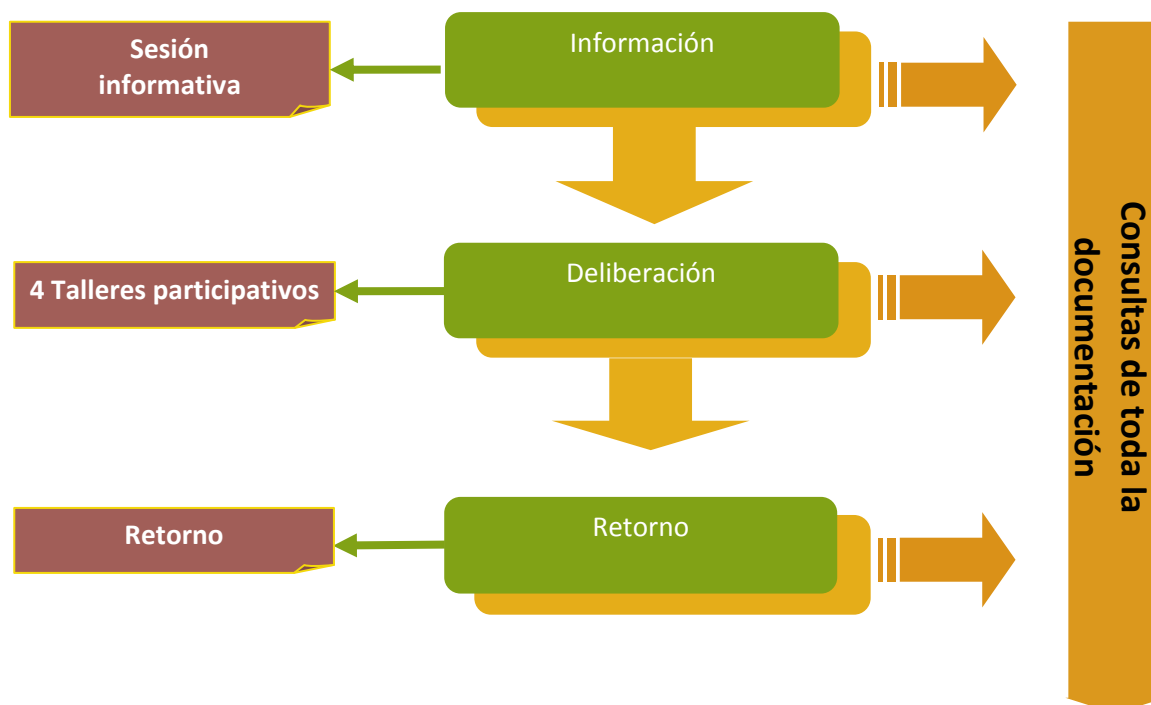 Sesión
informativa
Información
4 Talleres participativos
Deliberación
Retorno
Retorno
Consultas de toda la
documentación